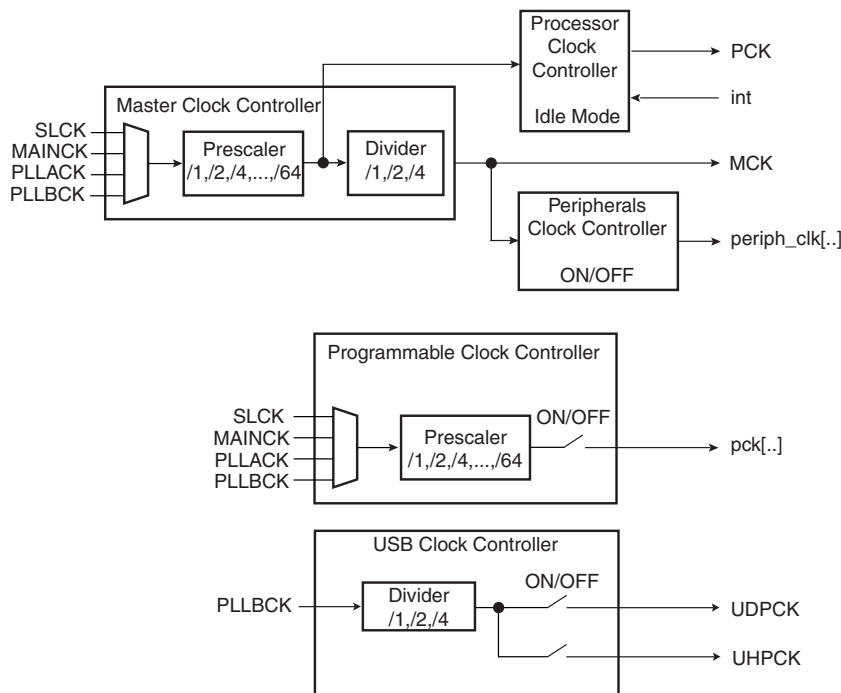 Processor
Clock
Controller
Idle Mode
PCK
int
Master Clock Controller
SLCK
MAINCK
PLLACK
PLLBCK
Prescaler
/1,/2,/4,...,/64
Divider
/1,/2,/4
MCK
Peripherals
Clock Controller
ON/OFF
periph_clk[..]
Programmable Clock Controller
SLCK
MAINCK
PLLACK
PLLBCK
Prescaler
/1,/2,/4,...,/64
ON/OFF
pck[..]
USB Clock Controller
PLLBCK
Divider
/1,/2,/4
ON/OFF
UDPCK
UHPCK